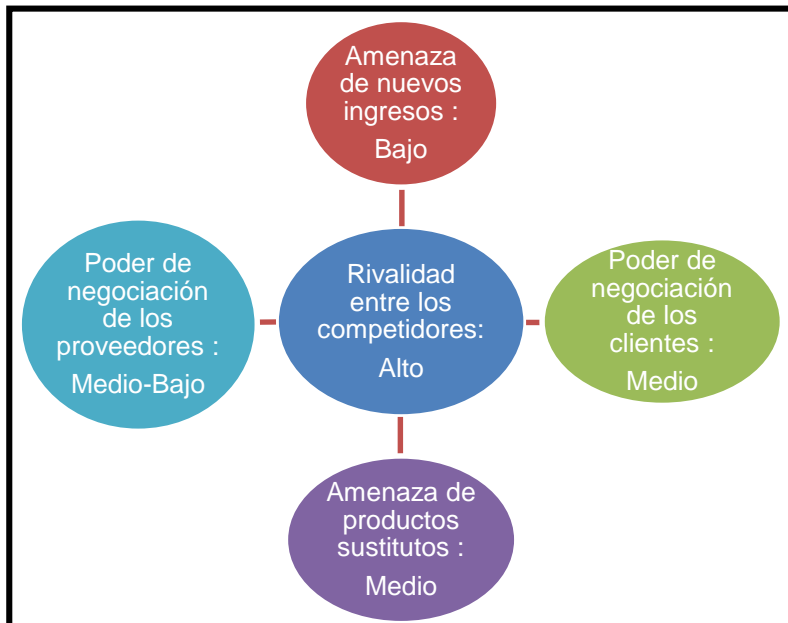 Amenaza
de nuevos
ingresos :
Bajo
Poder de
negociación
de los
proveedores :
Medio-Bajo
Rivalidad
entre los
competidores:
Alto
Poder de
negociación
de los
clientes :
Medio
Amenaza de
productos
sustitutos :
Medio